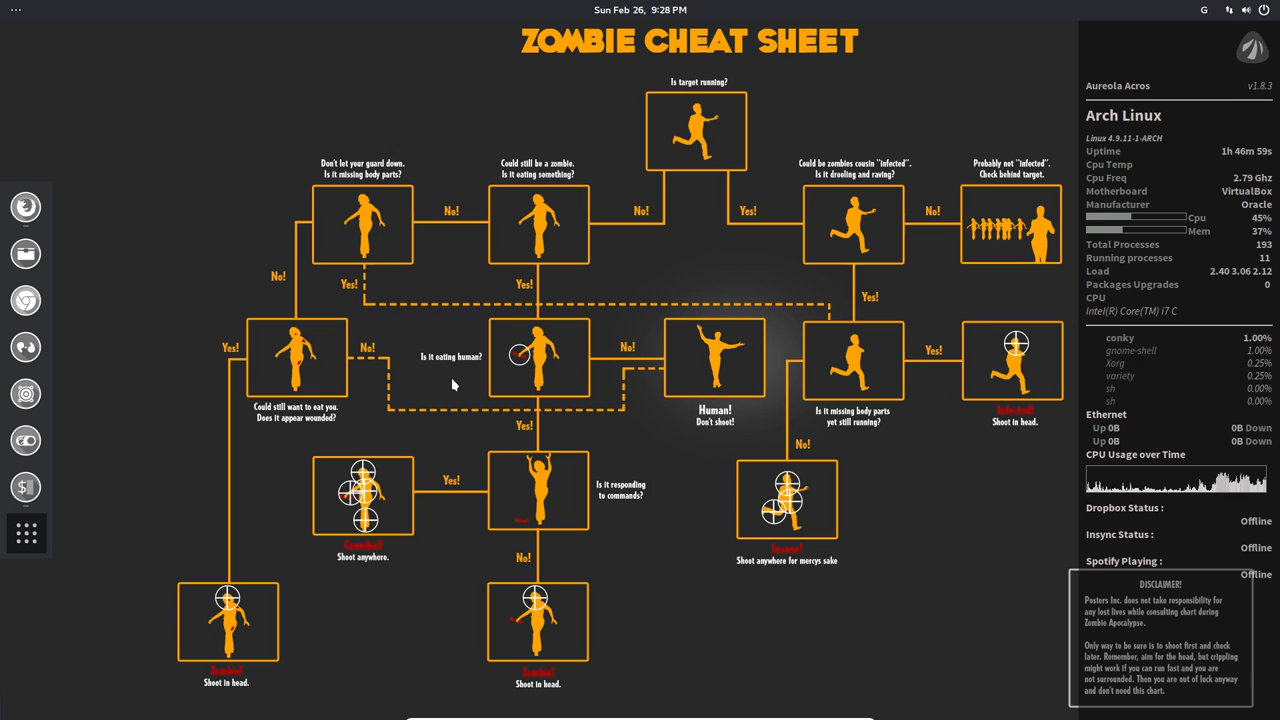 Sun Feb 26, 9:28 PM
G
ZOMBIE CHEAT SHEET
Is target running?
Don't let your guard down.
Is it missing body parts?
Could still be a zombie.
Is it eating something?
Could be zombies cousin "infected".
Is it drooling and raving?
Probably not "infected".
Check behind target.
No!
No!
Yes!
No!
No!
Yes!
Yes!
Yes!
Yes!
No!
Is it eating human?
No!
Yes!
Could still want to eat you.
Does it appear wounded?
Human!
Don't shoot!
Is it missing body parts
yet still running?
Infected!
Shoot in head.
Yes!
No!
Yes!
Is it responding
to commands?
Cannibal!
Shoot anywhere.
Insane!
Shoot anywhere for mercys sake
No!
Zombie!
Shoot in head.
Zombie!
Shoot in head.
Aureola Acros v1.8.3
Arch Linux
Linux 4.9.11-1-ARCH
Uptime 1h 46m 59s
Cpu Temp
Cpu Freq 2.79 Ghz
Motherboard VirtualBox
Manufacturer Oracle
Cpu 45%
Mem 37%
Total Processes 193
Running processes 11
Load 2.40 3.06 2.12
Packages Upgrades 0
CPU
Intel(R) Core(TM) i7 C
conky 1.00%
gnome-shell 1.00%
Xorg 0.25%
variety 0.25%
sh 0.00%
sh 0.00%
Ethernet
Up 0B 0B Down
Up 0B 0B Down
CPU Usage over Time
Dropbox Status :
Offline
Insync Status :
Offline
Spotify Playing :
Offline
DISCLAIMER!
Posters Inc. does not take responsibility for
any lost lives while consulting chart during
Zombie Apocalypse.
Only way to be sure is to shoot first and check
later. Remember, aim for the head, but crippling
might work if you can run fast and you are
not surrounded. Then you are out of luck anyway
and don't need this chart.